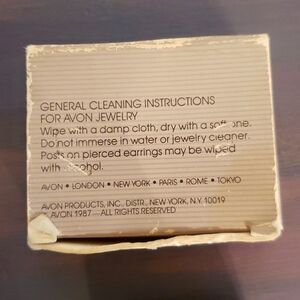 GENERAL CLEANING INSTRUCTIONS
FOR AVON JEWELRY
Wipe with a damp cloth, dry with a soft one.
Do not immerse in water or jewelry cleaner.
Posts on pierced earrings may be wiped
with alcohol.
AVON • LONDON • NEW YORK • PARIS • ROME • TOKYO
AVON PRODUCTS, INC., DISTR., NEW YORK, N.Y. 10019
© AVON 1987 ALL RIGHTS RESERVED